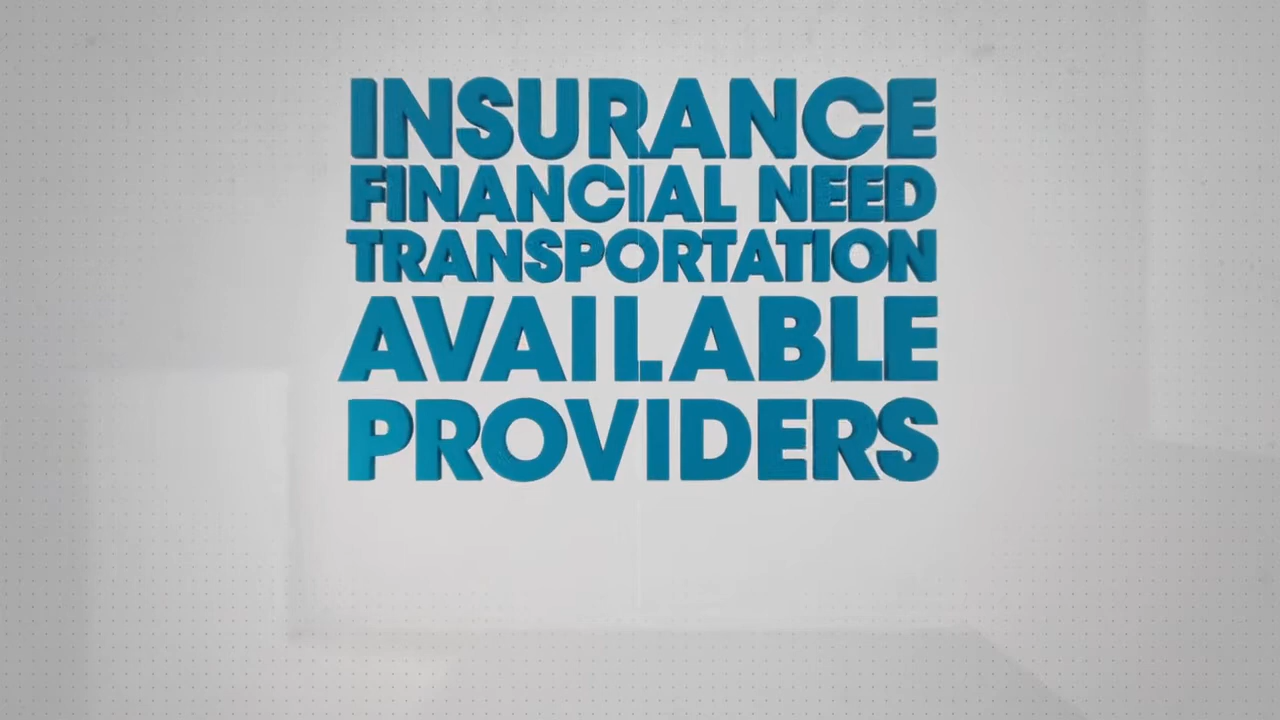 INSURANCE
FINANCIAL NEED
TRANSPORTATION
AVAILABLE
PROVIDERS